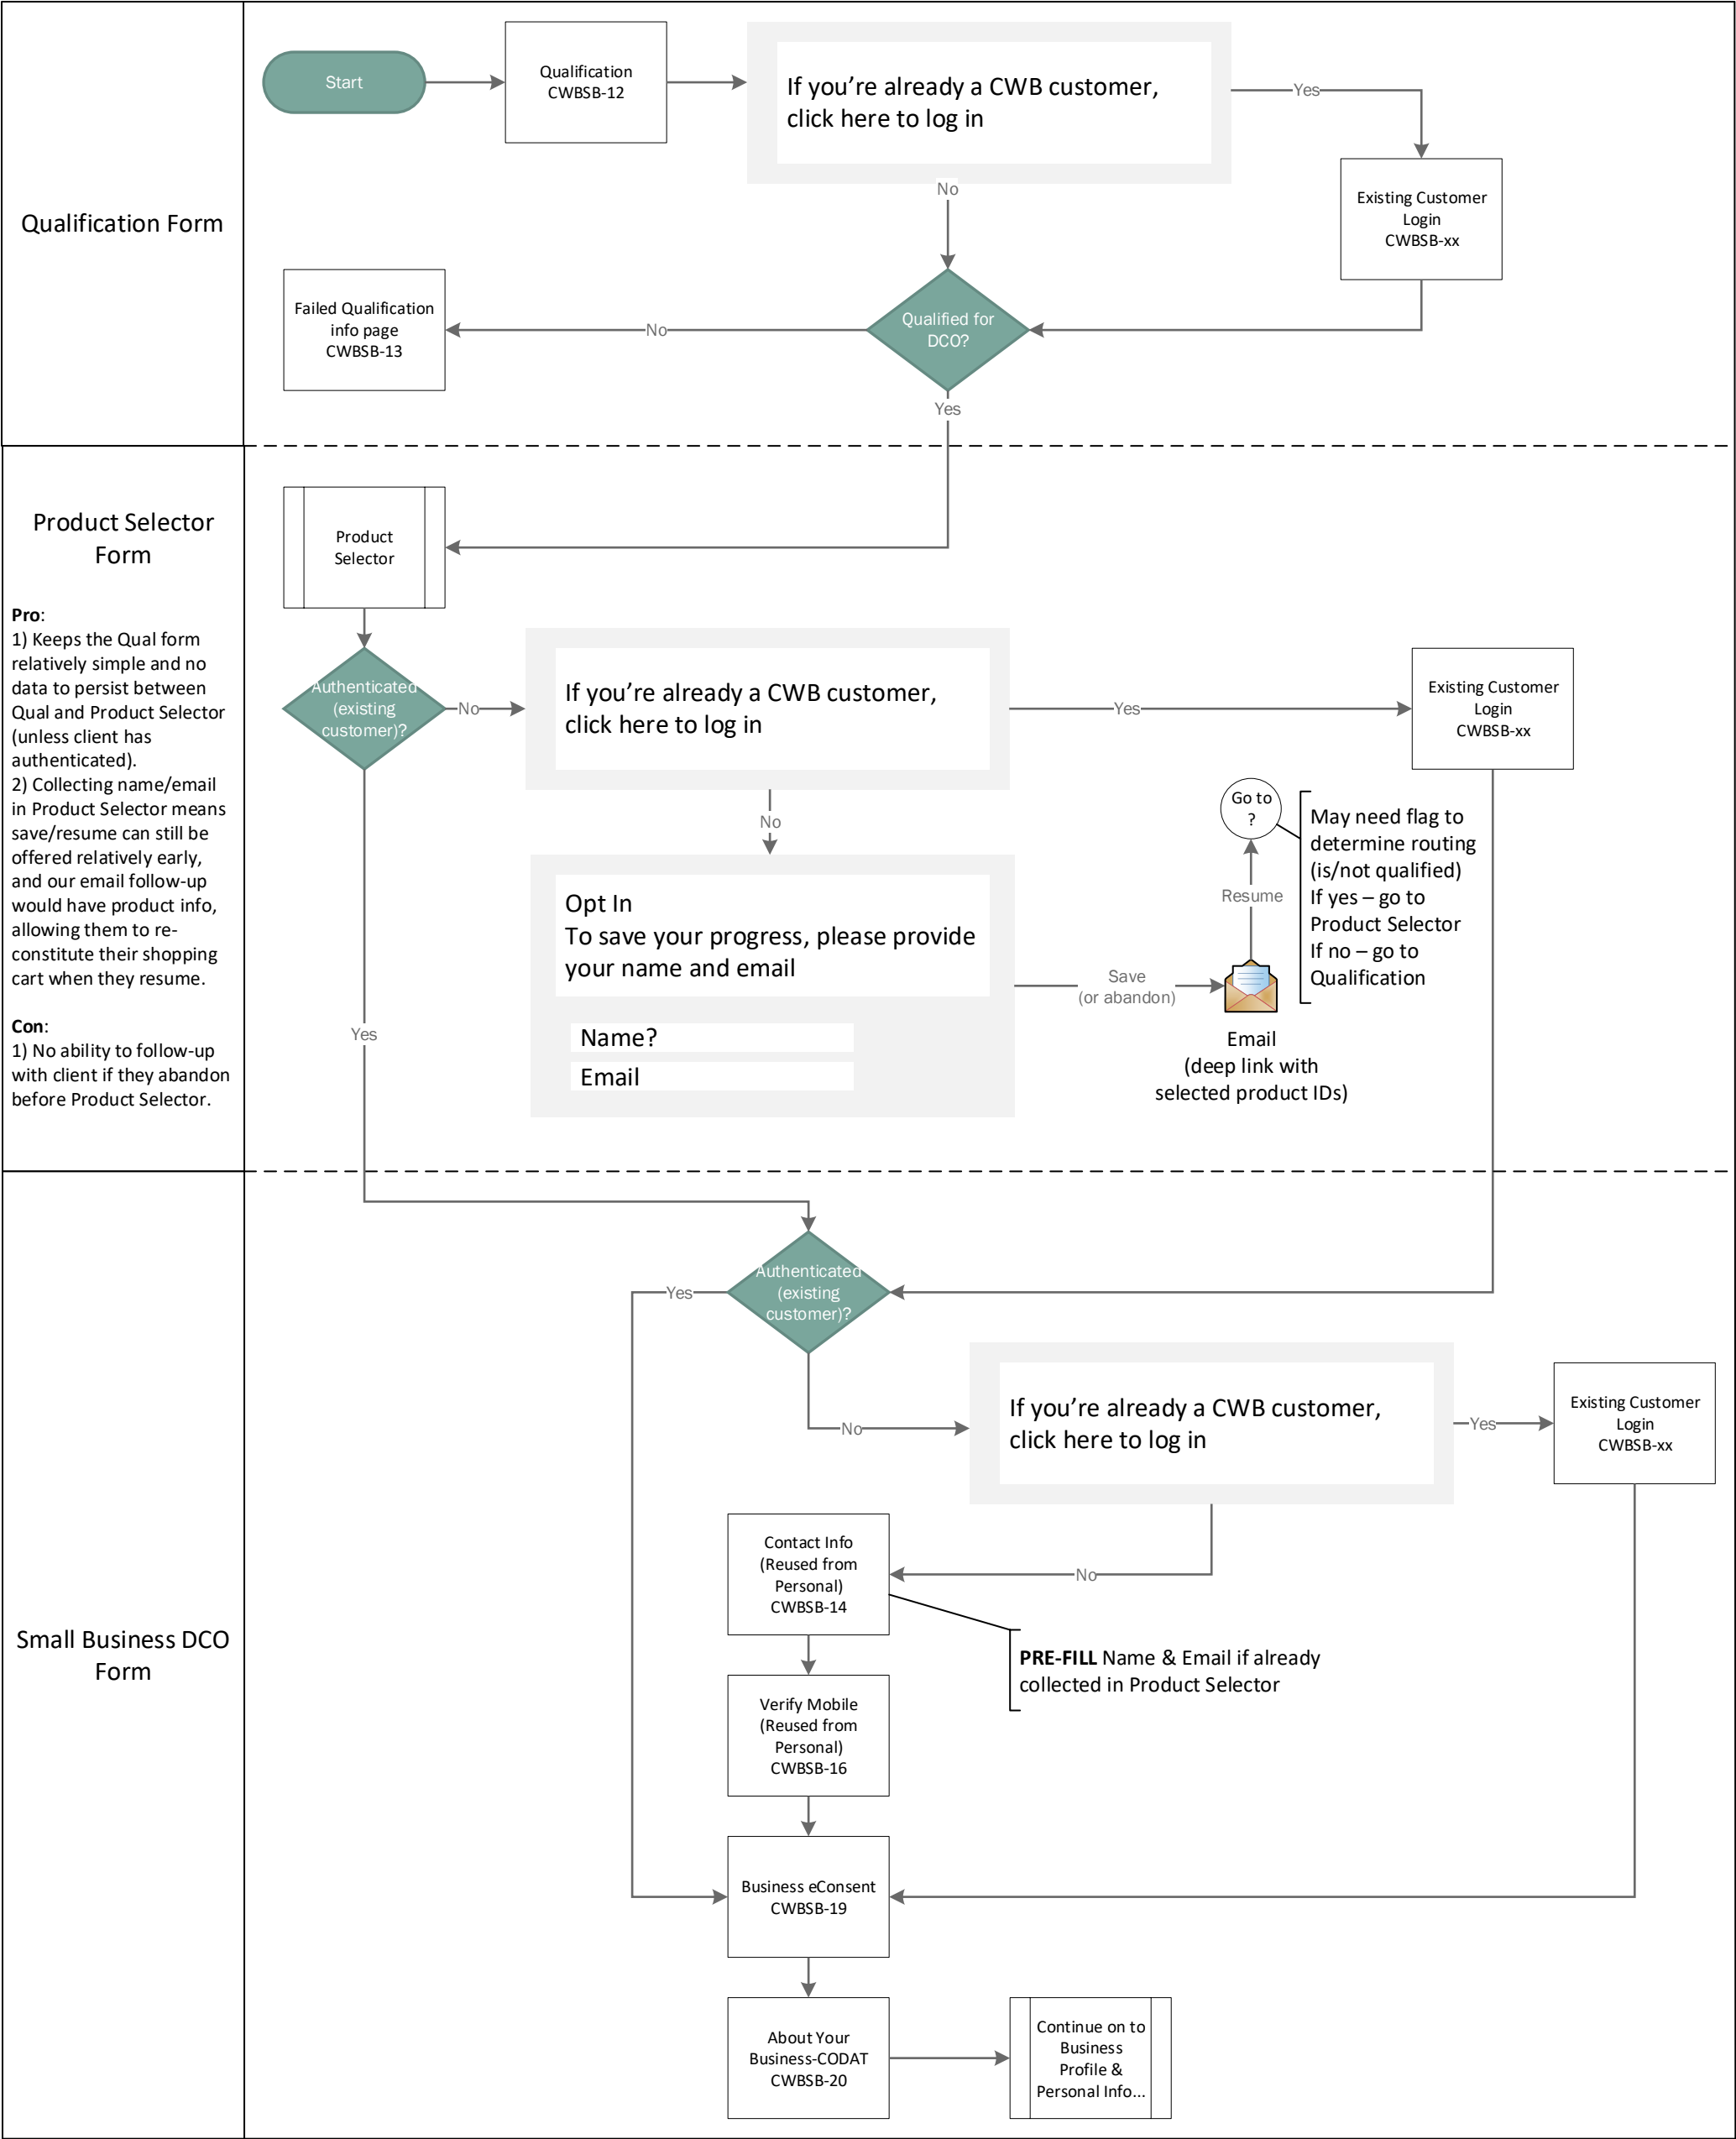 Qualification Form
Start
Qualification
CWBSB-12
If you’re already a CWB customer,
click here to log in
Yes
Existing Customer
Login
CWBSB-xx
No
Qualified for
DCO?
No
Failed Qualification
info page
CWBSB-13
Yes
Product Selector
Form
Pro:
1) Keeps the Qual form
relatively simple and no
data to persist between
Qual and Product Selector
(unless client has
authenticated).
2) Collecting name/email
in Product Selector means
save/resume can still be
offered relatively early,
and our email follow-up
would have product info,
allowing them to re-
constitute their shopping
cart when they resume.
Con:
1) No ability to follow-up
with client if they abandon
before Product Selector.
Product
Selector
Authenticated
(existing
customer)?
No
If you’re already a CWB customer,
click here to log in
Yes
Existing Customer
Login
CWBSB-xx
No
Opt In
To save your progress, please provide
your name and email
Name?
Email
Save
(or abandon)
Go to
?
Resume
May need flag to
determine routing
(is/not qualified)
If yes – go to
Product Selector
If no – go to
Qualification
Email
(deep link with
selected product IDs)
Yes
Small Business DCO
Form
Authenticated
(existing
customer)?
Yes
No
If you’re already a CWB customer,
click here to log in
Yes
Existing Customer
Login
CWBSB-xx
No
Contact Info
(Reused from
Personal)
CWBSB-14
PRE-FILL Name & Email if already
collected in Product Selector
Verify Mobile
(Reused from
Personal)
CWBSB-16
Business eConsent
CWBSB-19
About Your
Business-CODAT
CWBSB-20
Continue on to
Business
Profile &
Personal Info...